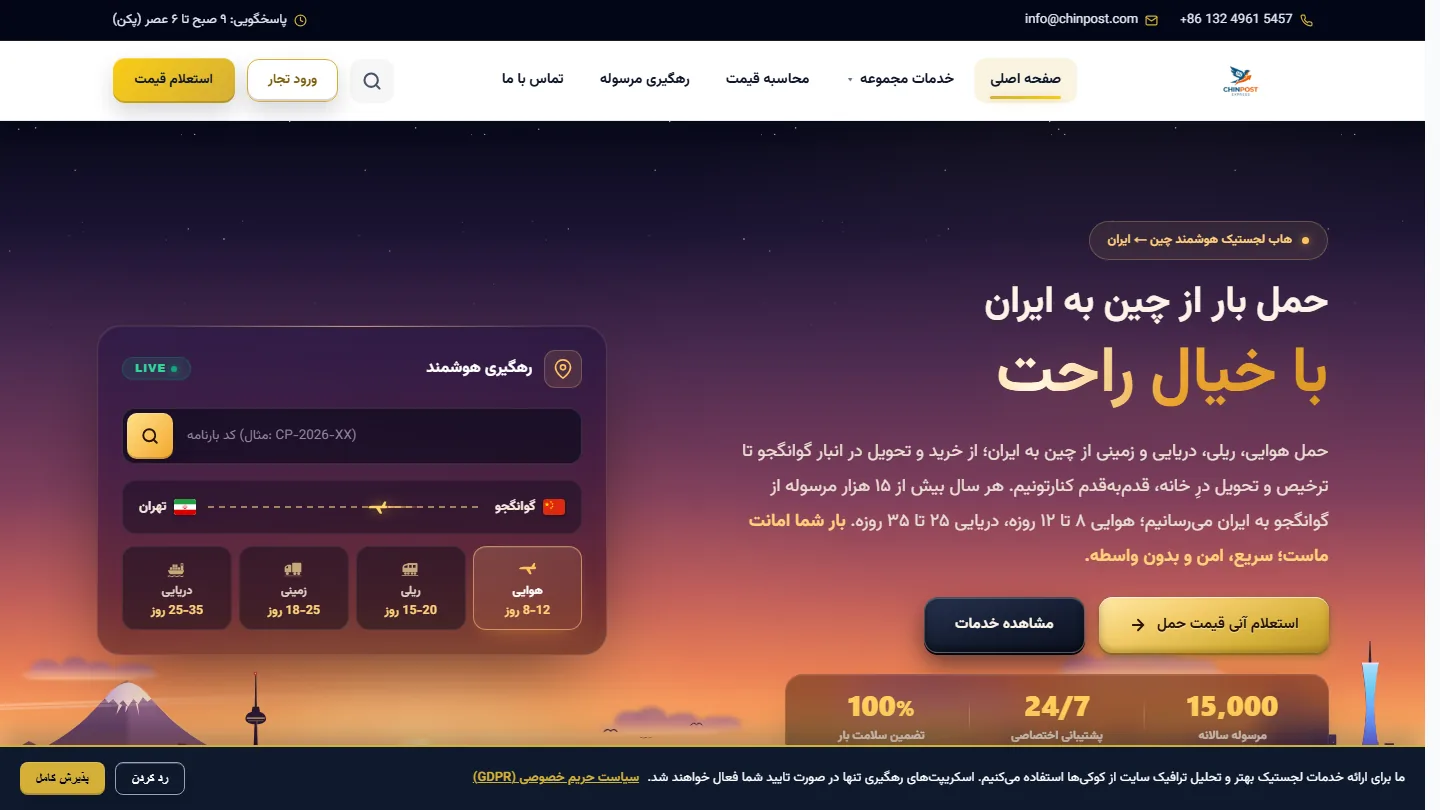 +86 132 4961 5457
info@chinpost.com
پاسخگویی: ۹ صبح تا ۶ عصر (پکن)
CHINPOST
EXPRESS
صفحه اصلی
خدمات مجموعه
محاسبه قیمت
رهگیری مرسوله
تماس با ما
ورود تجار
استعلام قیمت
هاب لجستیک هوشمند چین ← ایران
حمل بار از چین به ایران
با خیال راحت
حمل هوایی، ریلی، دریایی و زمینی از چین به ایران؛ از خرید و تحویل در انبار گوانگجو تا
ترخیص و تحویل درِ خانه، قدم‌به‌قدم کنارتونیم. هر سال بیش از ۱۵ هزار مرسوله از
گوانگجو به ایران می‌رسانیم؛ هوایی ۸ تا ۱۲ روزه، دریایی ۲۵ تا ۳۵ روزه. بار شما امانت
ماست؛ سریع، امن و بدون واسطه.
استعلام آنی قیمت حمل →
مشاهده خدمات
15,000
مرسوله سالانه
24/7
پشتیبانی اختصاصی
100%
تضمین سلامت بار
رهگیری هوشمند
LIVE
کد بارنامه (مثال: CP-2026-XX)
گوانگجو
تهران
هوایی
8–12 روز
ریلی
15–20 روز
زمینی
18–25 روز
دریایی
25–35 روز
ما برای ارائه خدمات لجستیک بهتر و تحلیل ترافیک سایت از کوکی‌ها استفاده می‌کنیم. اسکریپت‌های رهگیری تنها در صورت تایید شما فعال خواهند شد. سیاست حریم خصوصی (GDPR)
رد کردن
پذیرش کامل